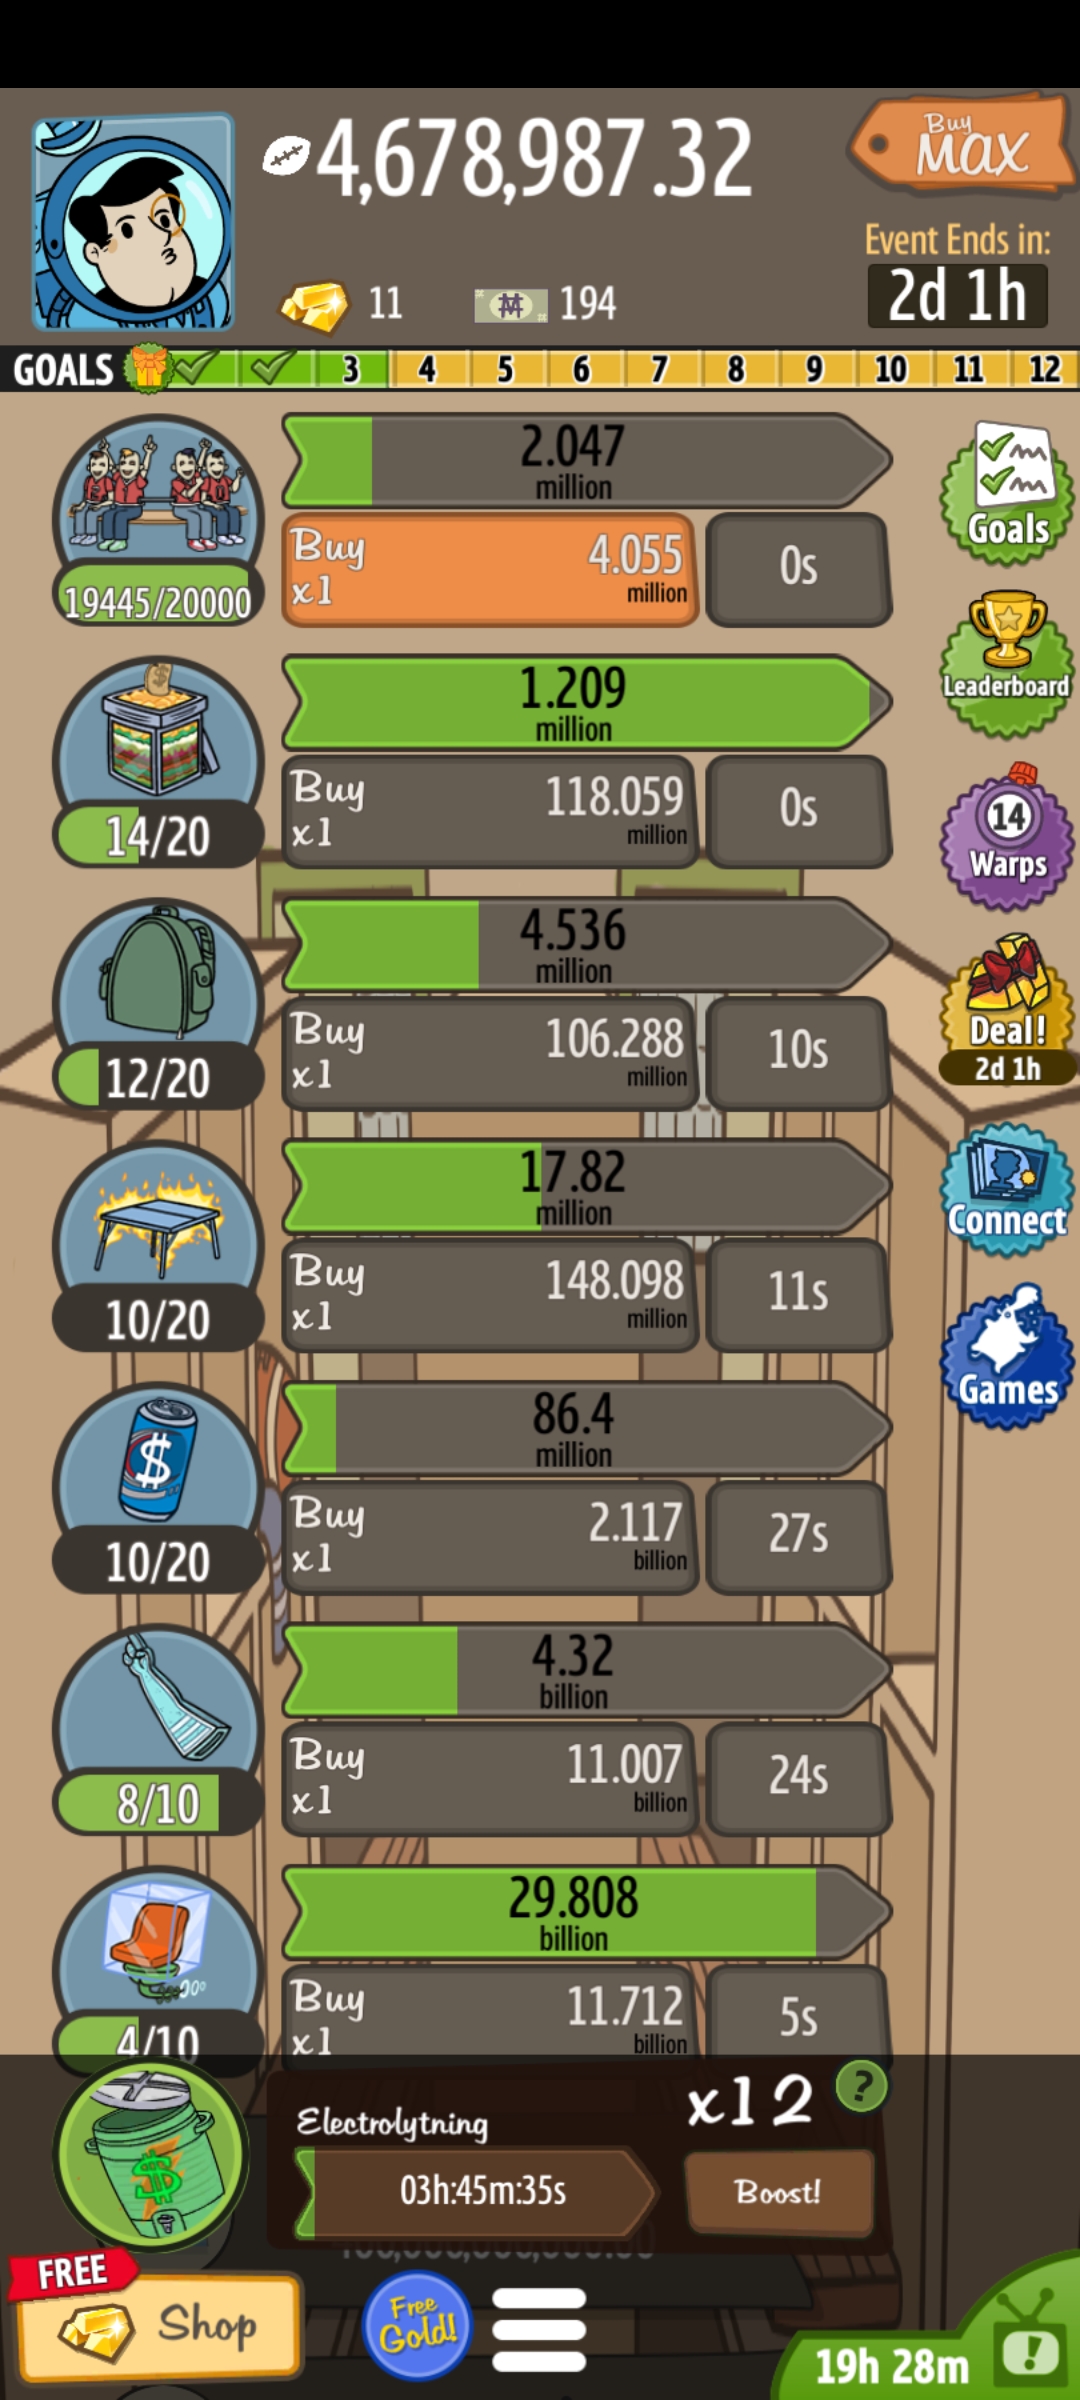 4,678,987.32
Buy
MAX
Event Ends in:
2d 1h
11
194
GOALS 3 4 5 6 7 8 9 10 11 12
2.047
million
19445/20000
Buy
x1
4.055
million
0s
Goals
Leaderboard
1.209
million
14/20
Buy
x1
118.059
million
0s
14
Warps
4.536
million
12/20
Buy
x1
106.288
million
10s
Deal!
2d 1h
17.82
million
10/20
Buy
x1
148.098
million
11s
Connect
86.4
million
$
10/20
Buy
x1
2.117
billion
27s
Games
4.32
billion
8/10
Buy
x1
11.007
billion
24s
29.808
billion
4/10
Buy
x1
11.712
billion
5s
$
Electrolytning
x12
?
03h:45m:35s
Boost!
FREE
Shop
Free
Gold!
19h 28m
!